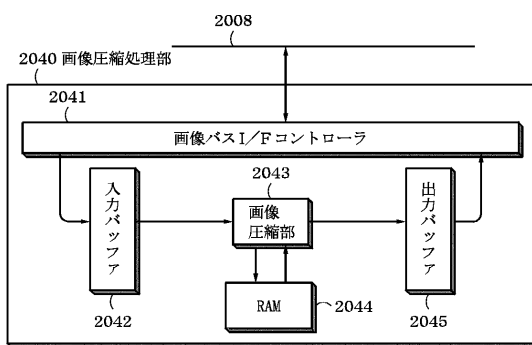 2008
2040 画像圧縮処理部
2041
画像バスI/Fコントローラ
入力バッファ
2043
画像
圧縮部
出力バッファ
RAM
2042
2044
2045